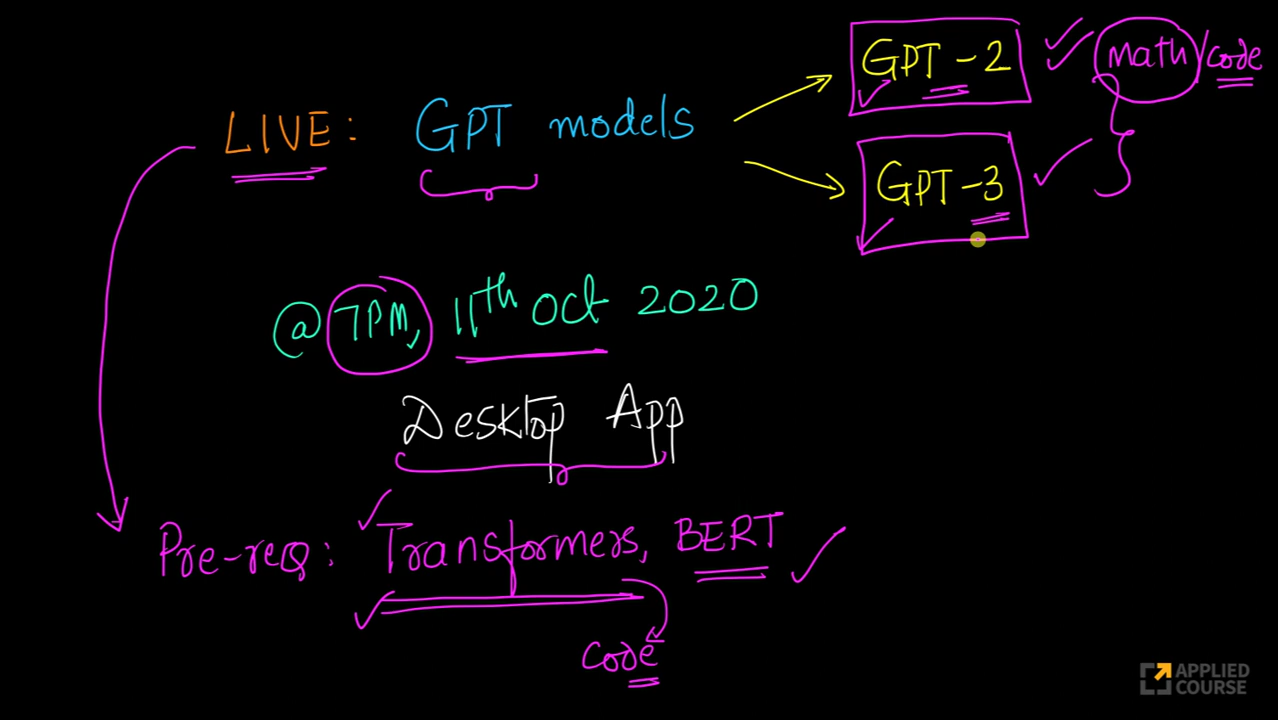 GPT-2 math/code
LIVE: GPT models
GPT-3
@ 7PM, 11th Oct 2020
Desktop App
Pre-req: Transformers, BERT
Code
APPLIED
COURSE